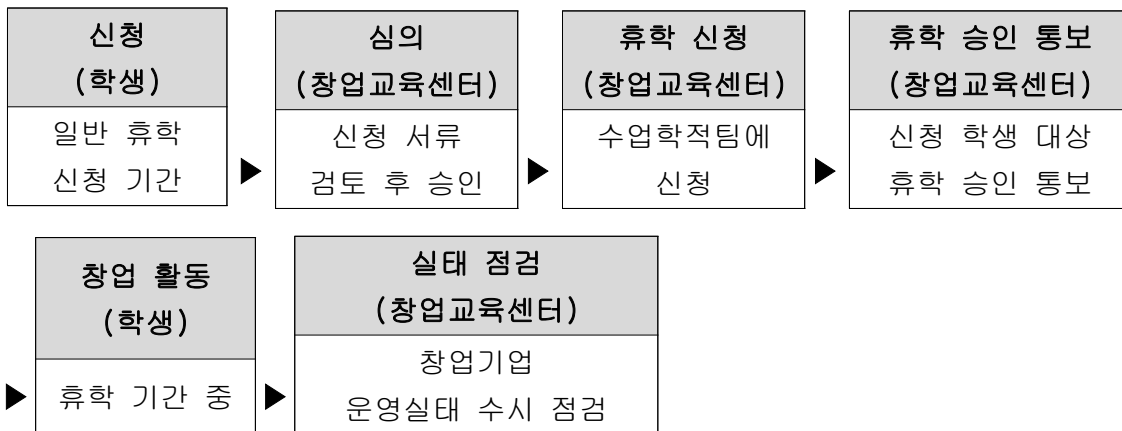 신청
(학생)
일반 휴학
신청 기간
심의
(창업교육센터)
신청 서류
검토 후 승인
휴학 신청
(창업교육센터)
수업학적팀에
신청
휴학 승인 통보
(창업교육센터)
신청 학생 대상
휴학 승인 통보
창업 활동
(학생)
휴학 기간 중
실태 점검
(창업교육센터)
창업기업
운영실태 수시 점검